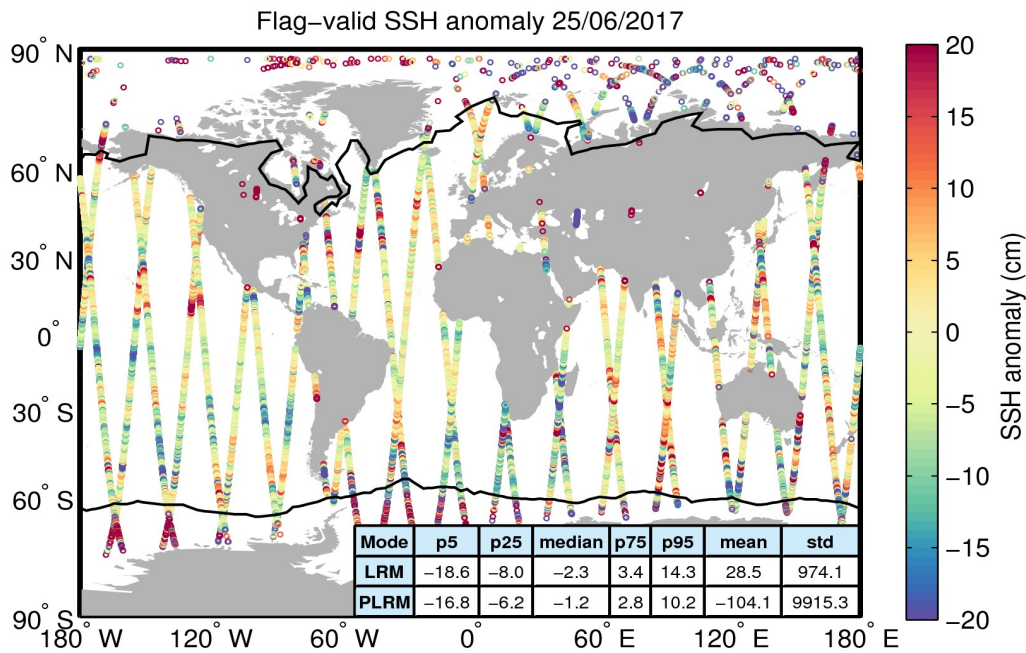 Flag−valid SSH anomaly 25/06/2017
90° N
60° N
30° N
0°
30° S
60° S
90° S
180° W
120° W
60° W
0°
60° E
120° E
180° E
Mode p5 p25 median p75 p95 mean std
LRM −18.6 −8.0 −2.3 3.4 14.3 28.5 974.1
PLRM −16.8 −6.2 −1.2 2.8 10.2 −104.1 9915.3
20
15
10
5
0
−5
−10
−15
−20
SSH anomaly (cm)